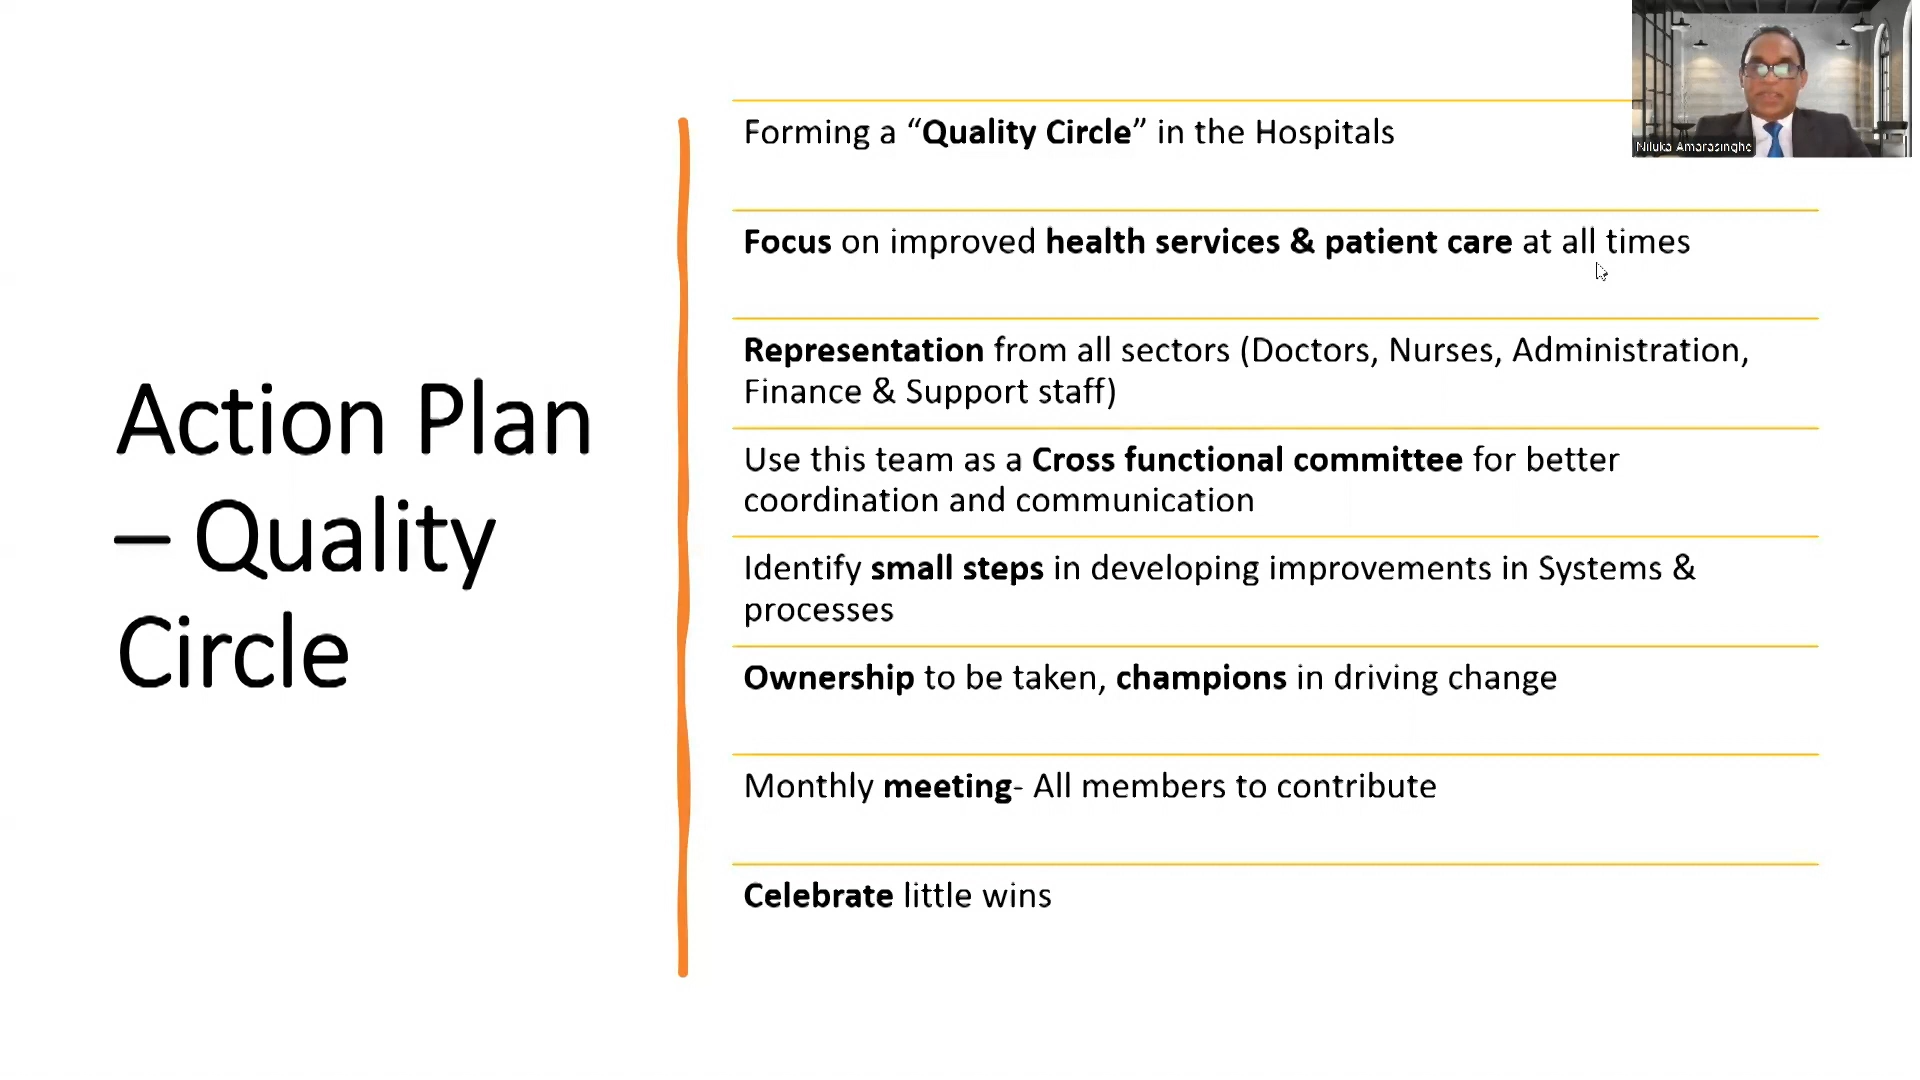 Action Plan
– Quality
Circle
Forming a “Quality Circle” in the Hospitals
Focus on improved health services & patient care at all times
Representation from all sectors (Doctors, Nurses, Administration,
Finance & Support staff)
Use this team as a Cross functional committee for better
coordination and communication
Identify small steps in developing improvements in Systems &
processes
Ownership to be taken, champions in driving change
Monthly meeting- All members to contribute
Celebrate little wins
Niluka Amarasinghe